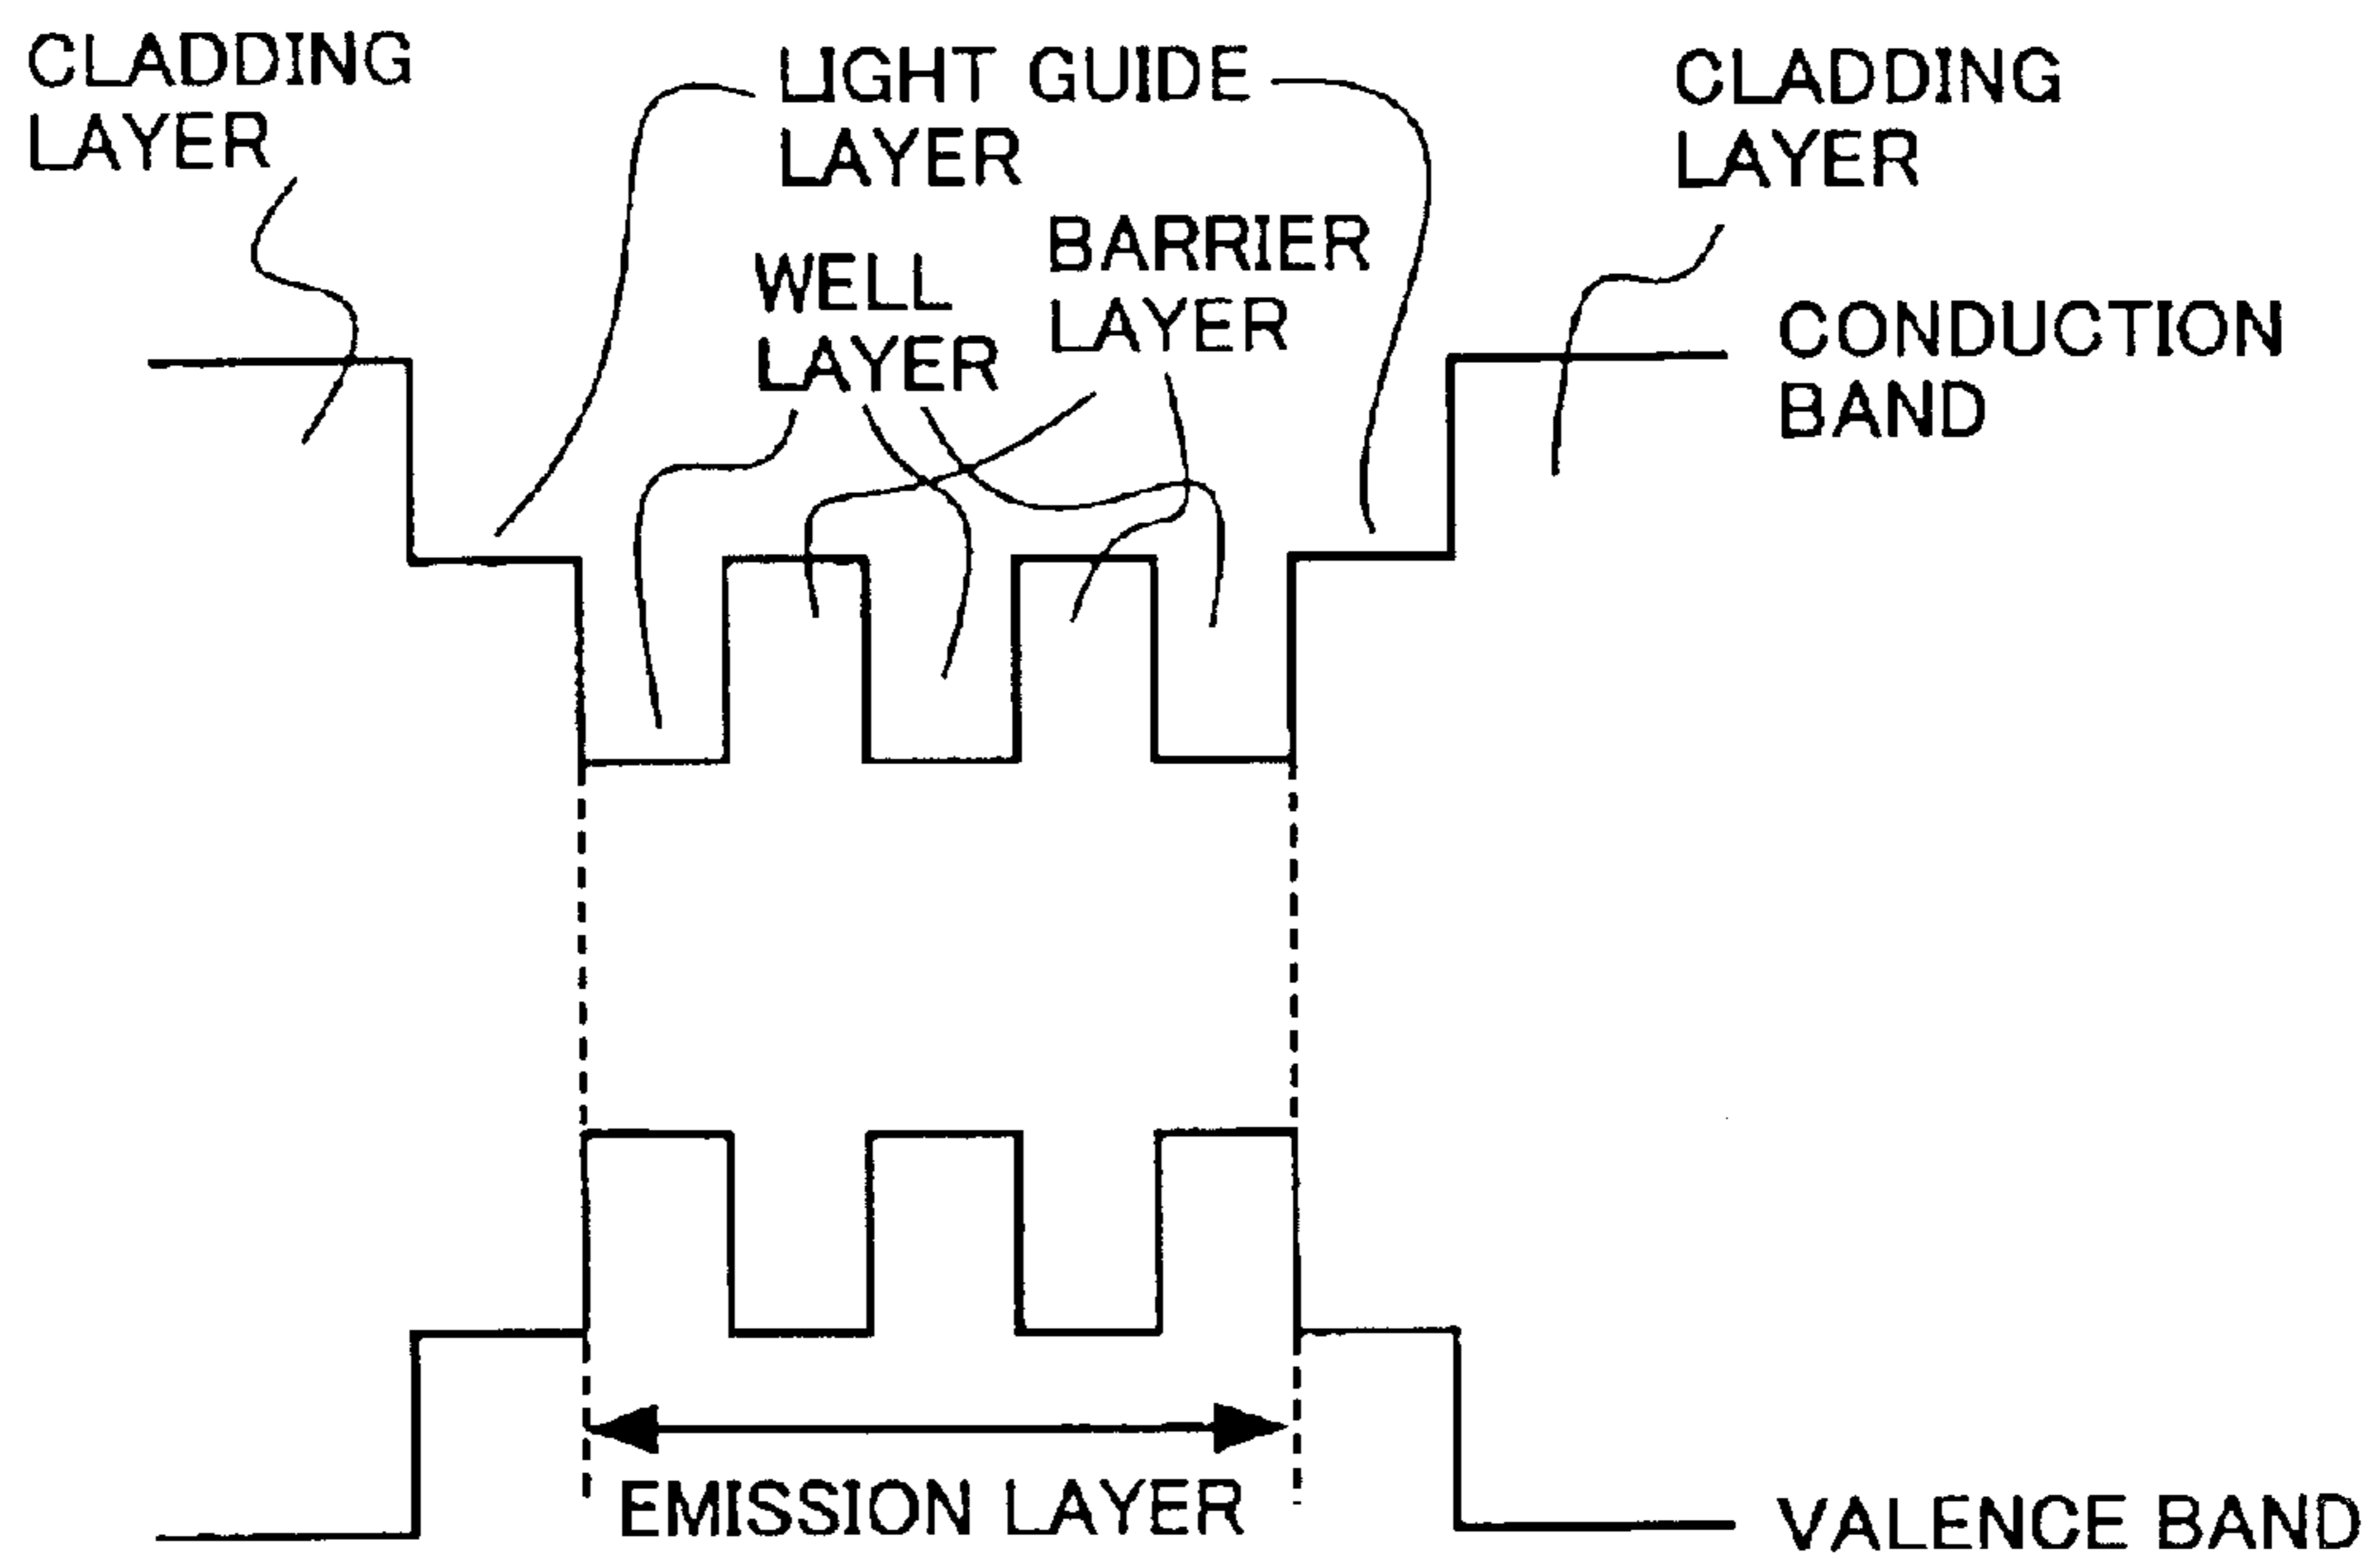 CLADDING
LAYER
LIGHT GUIDE
LAYER
CLADDING
LAYER
WELL
LAYER
BARRIER
LAYER
CONDUCTION
BAND
EMISSION LAYER
VALENCE BAND